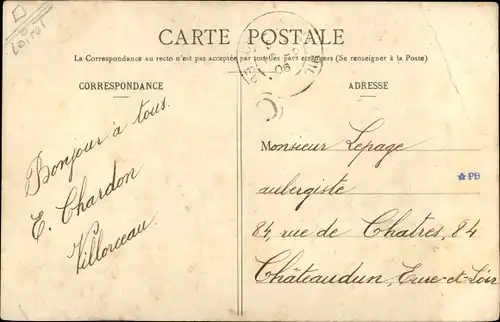 Loiret
CARTE POSTALE
La Correspondance au recto n'est pas acceptée par tous les pays étrangers (Se renseigner à la Poste)
CORRESPONDANCE
Bonjour à tous.
E. Chardon
Villorceau.
ADRESSE
Monsieur Lepage
aubergiste
PB
84, rue de Chatres, 84
Châteaudun, Eure-et-Loir